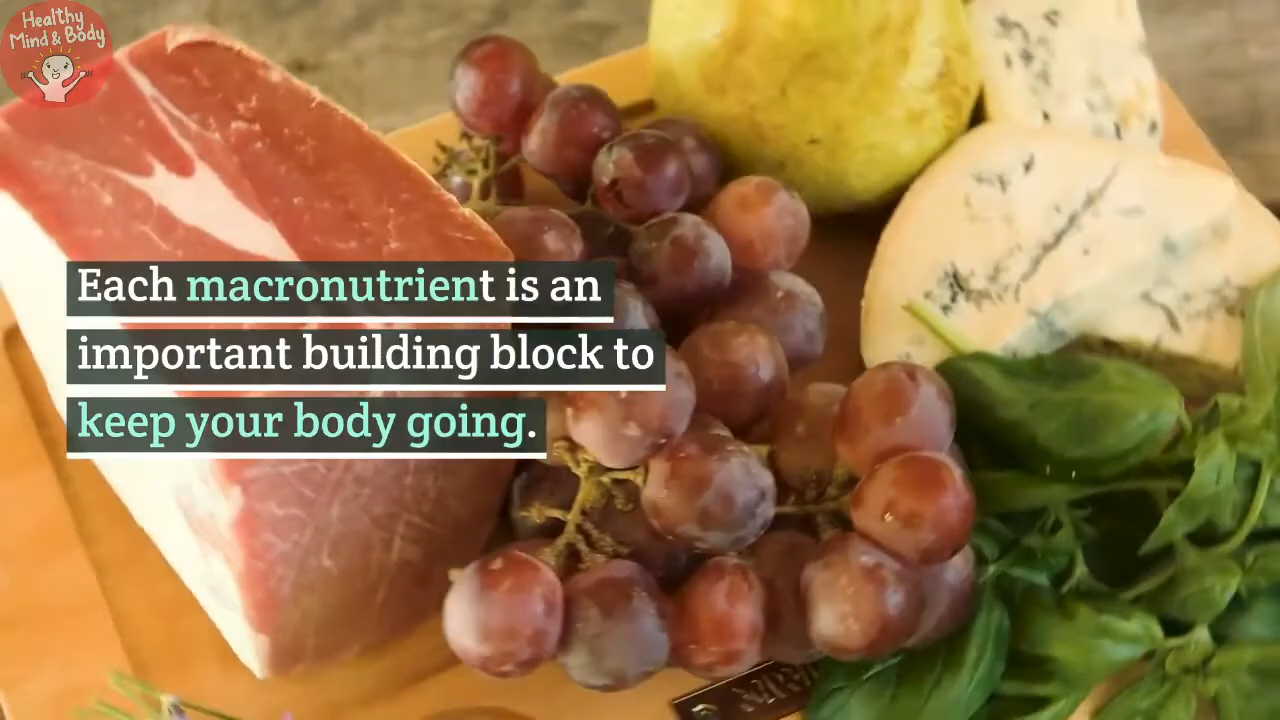 Healthy
Mind & Body
Each macronutrient is an
important building block to
keep your body going.